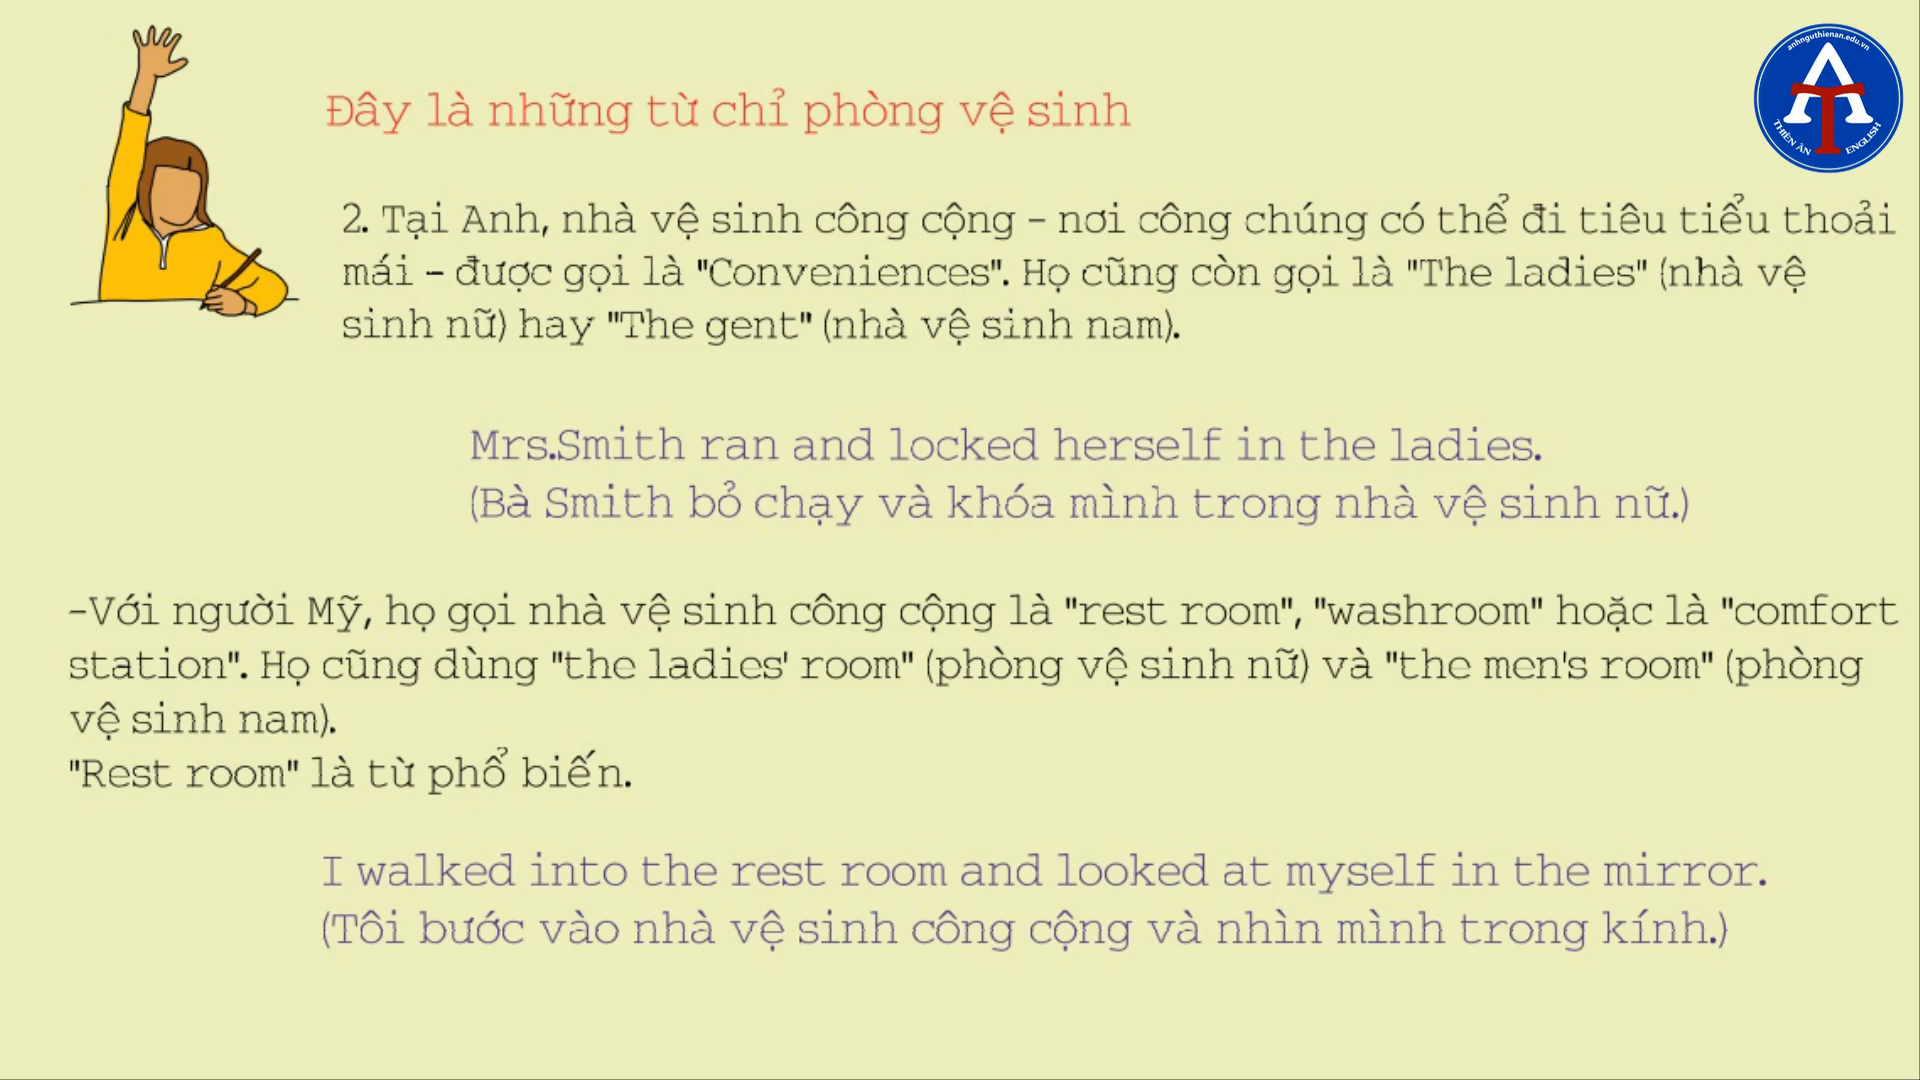 anhnguthienan.edu.vn
AT
THIÊN ÂN ENGLISH
Đây là những từ chỉ phòng vệ sinh
2. Tại Anh, nhà vệ sinh công cộng - nơi công chúng có thể đi tiêu tiểu thoải
mái - được gọi là "Conveniences". Họ cũng còn gọi là "The ladies" (nhà vệ
sinh nữ) hay "The gent" (nhà vệ sinh nam).
Mrs.Smith ran and locked herself in the ladies.
(Bà Smith bỏ chạy và khóa mình trong nhà vệ sinh nữ.)
-Với người Mỹ, họ gọi nhà vệ sinh công cộng là "rest room", "washroom" hoặc là "comfort
station". Họ cũng dùng "the ladies' room" (phòng vệ sinh nữ) và "the men's room" (phòng
vệ sinh nam).
"Rest room" là từ phổ biến.
I walked into the rest room and looked at myself in the mirror.
(Tôi bước vào nhà vệ sinh công cộng và nhìn mình trong kính.)